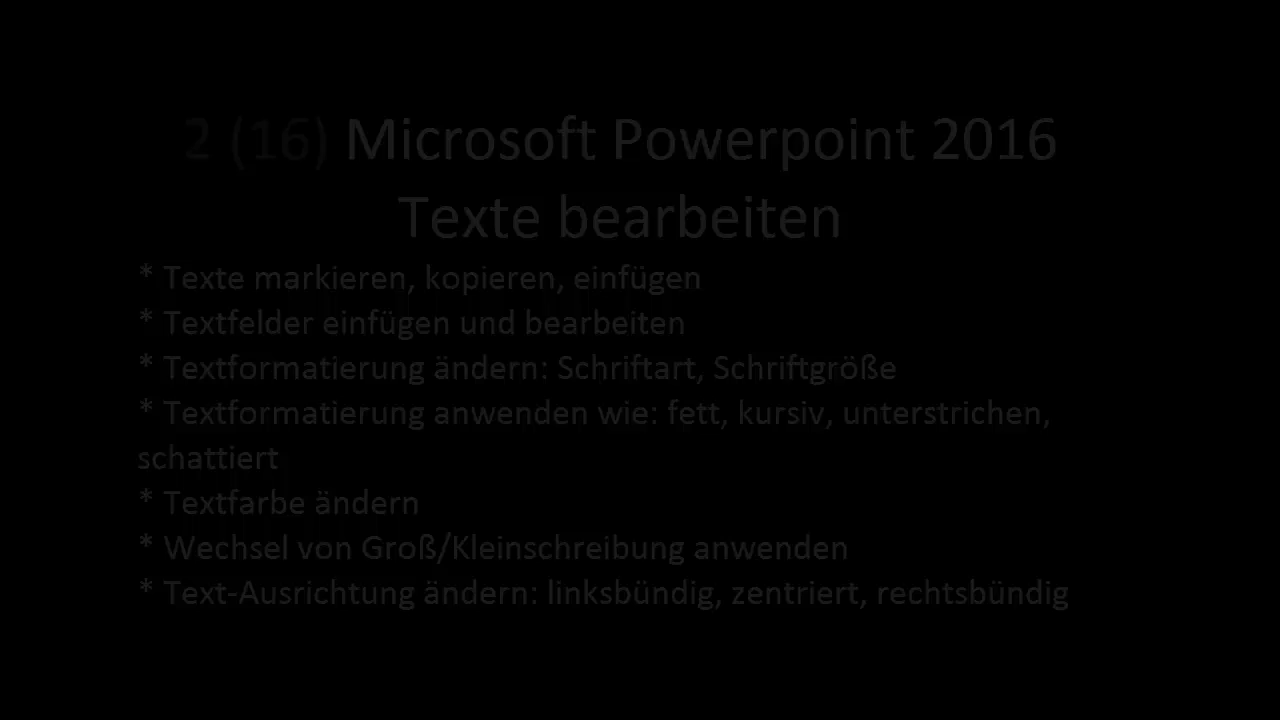 2 (16) Microsoft Powerpoint 2016
Texte bearbeiten
* Texte markieren, kopieren, einfügen
* Textfelder einfügen und bearbeiten
* Textformatierung ändern: Schriftart, Schriftgröße
* Textformatierung anwenden wie: fett, kursiv, unterstrichen,
schattiert
* Textfarbe ändern
* Wechsel von Groß/Kleinschreibung anwenden
* Text-Ausrichtung ändern: linksbündig, zentriert, rechtsbündig